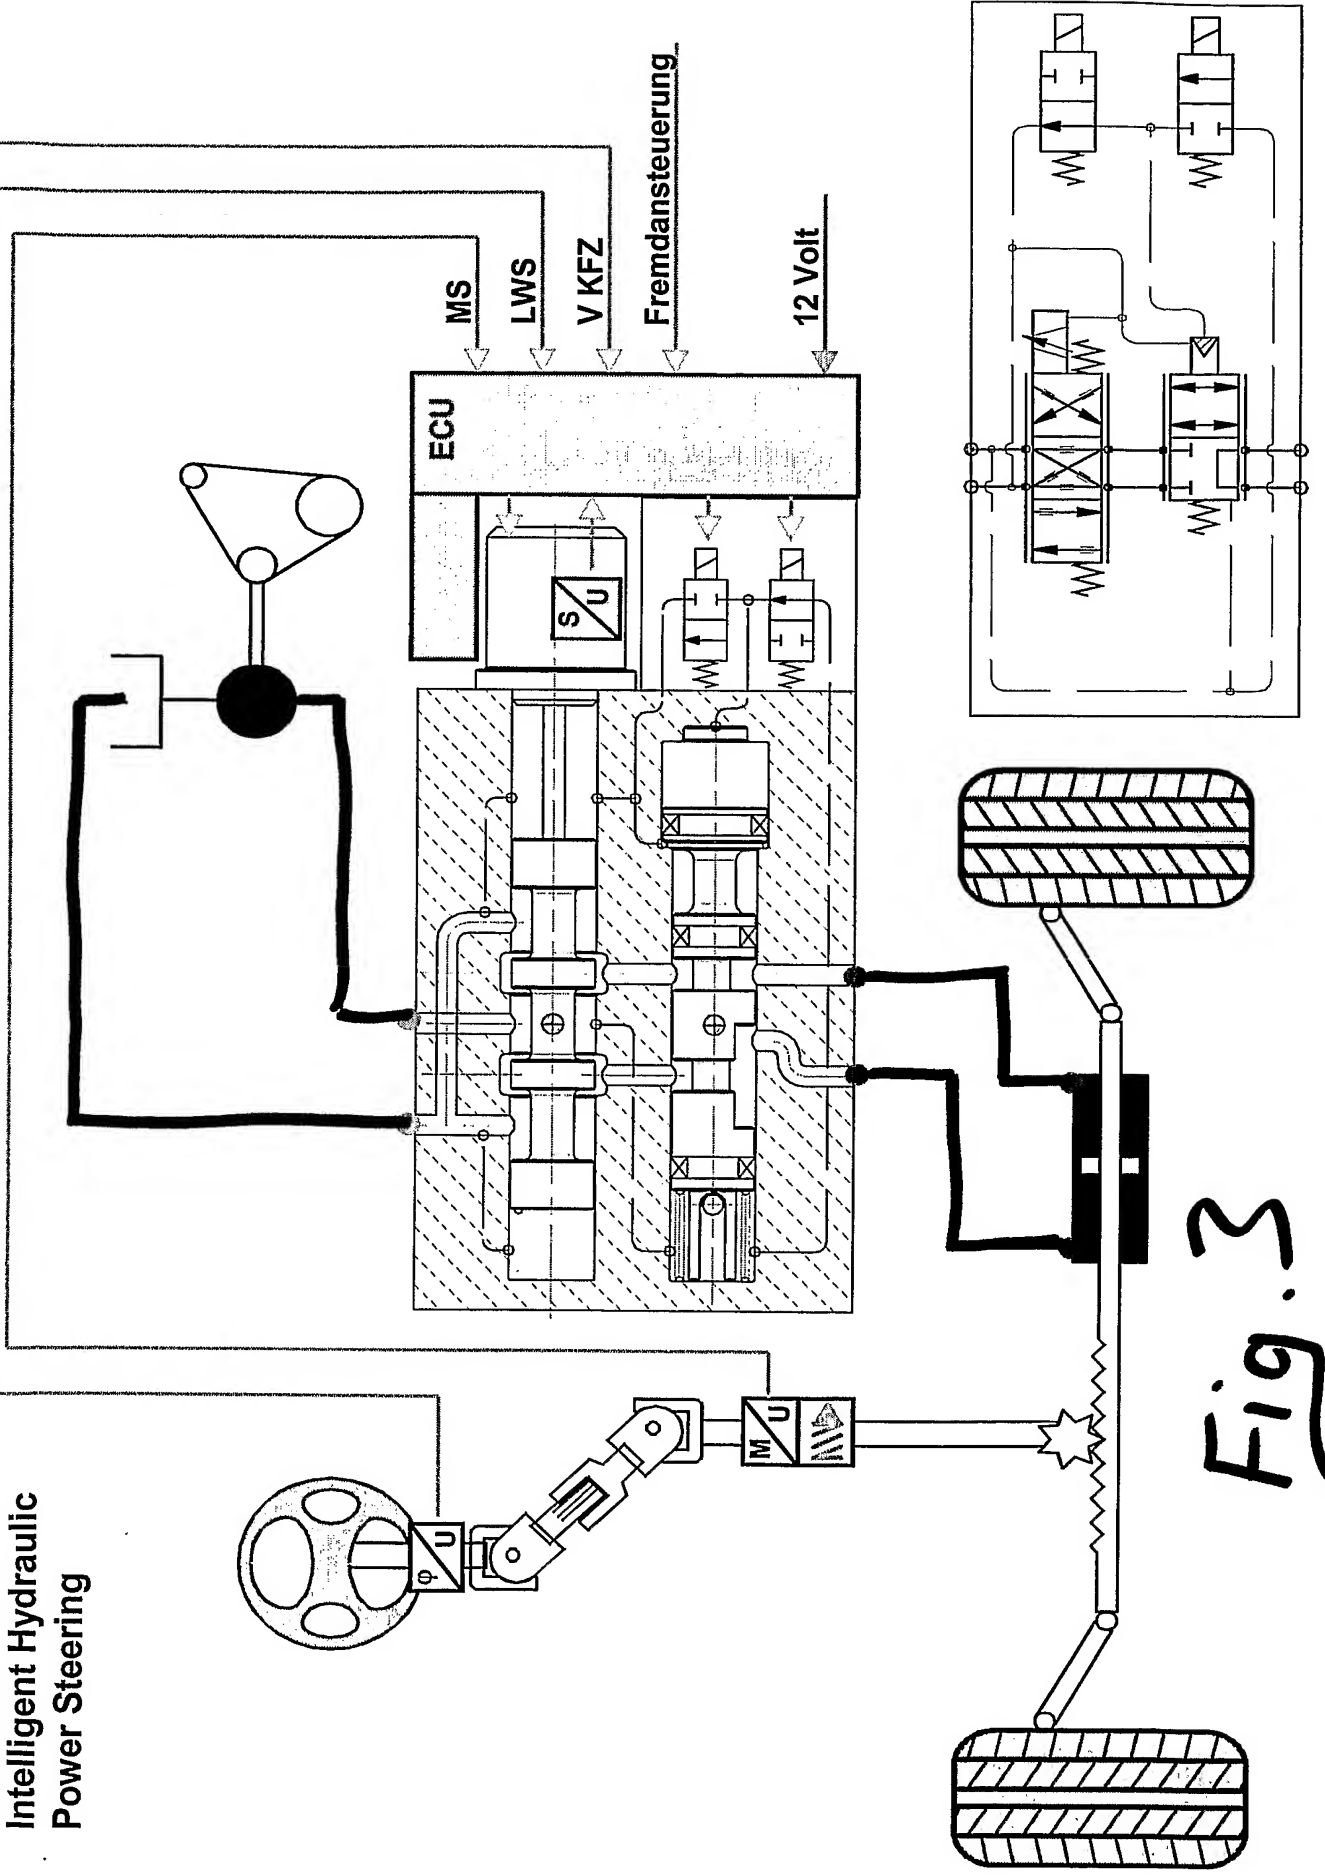 Intelligent Hydraulic
Power Steering
MS
LWS
V KFZ
Fremdansteuerung
12 Volt
ECU
S
U
φ
U
M
U
Fig. 3